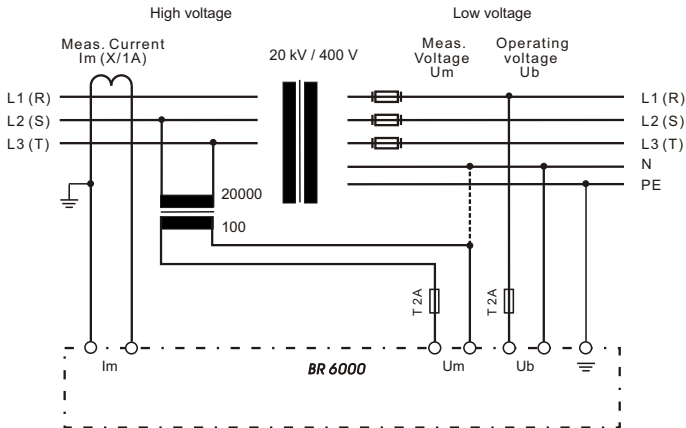 High voltage
Low voltage
Meas. Current
Im (X/1A)
20 kV / 400 V
Meas.
Voltage
Um
Operating
voltage
Ub
L1 (R)
L2 (S)
L3 (T)
L1 (R)
L2 (S)
L3 (T)
N
PE
20000
100
T 2A
T 2A
Im
BR 6000
Um
Ub